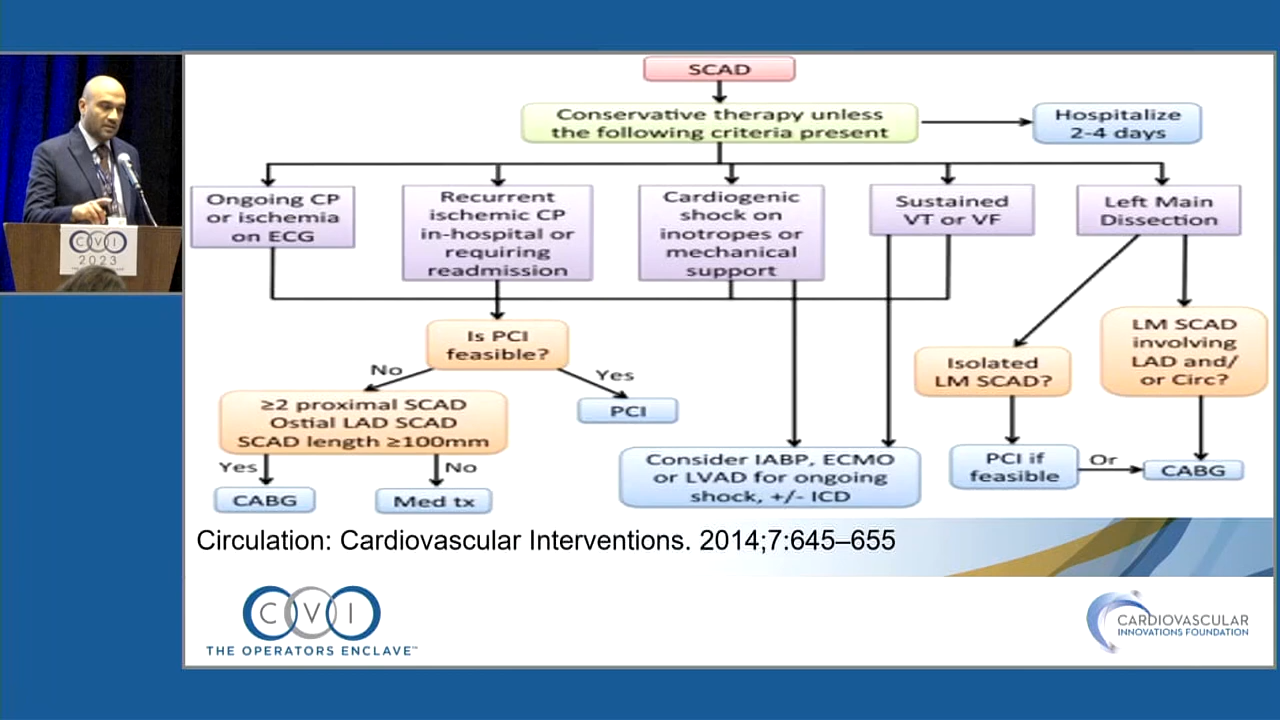 SCAD
Conservative therapy unless
the following criteria present
Hospitalize
2-4 days
Ongoing CP
or ischemia
on ECG
Recurrent
ischemic CP
in-hospital or
requiring
readmission
Cardiogenic
shock on
inotropes or
mechanical
support
Sustained
VT or VF
Left Main
Dissection
Is PCI
feasible?
No
Yes
PCI
≥2 proximal SCAD
Ostial LAD SCAD
SCAD length ≥100mm
Yes
No
CABG
Med tx
Consider IABP, ECMO
or LVAD for ongoing
shock, +/- ICD
Isolated
LM SCAD?
LM SCAD
involving
LAD and/
or Circ?
PCI if
feasible
Or
CABG
Circulation: Cardiovascular Interventions. 2014;7:645–655
CVI
THE OPERATORS ENCLAVE™
CARDIOVASCULAR
INNOVATIONS FOUNDATION
CVI
2023